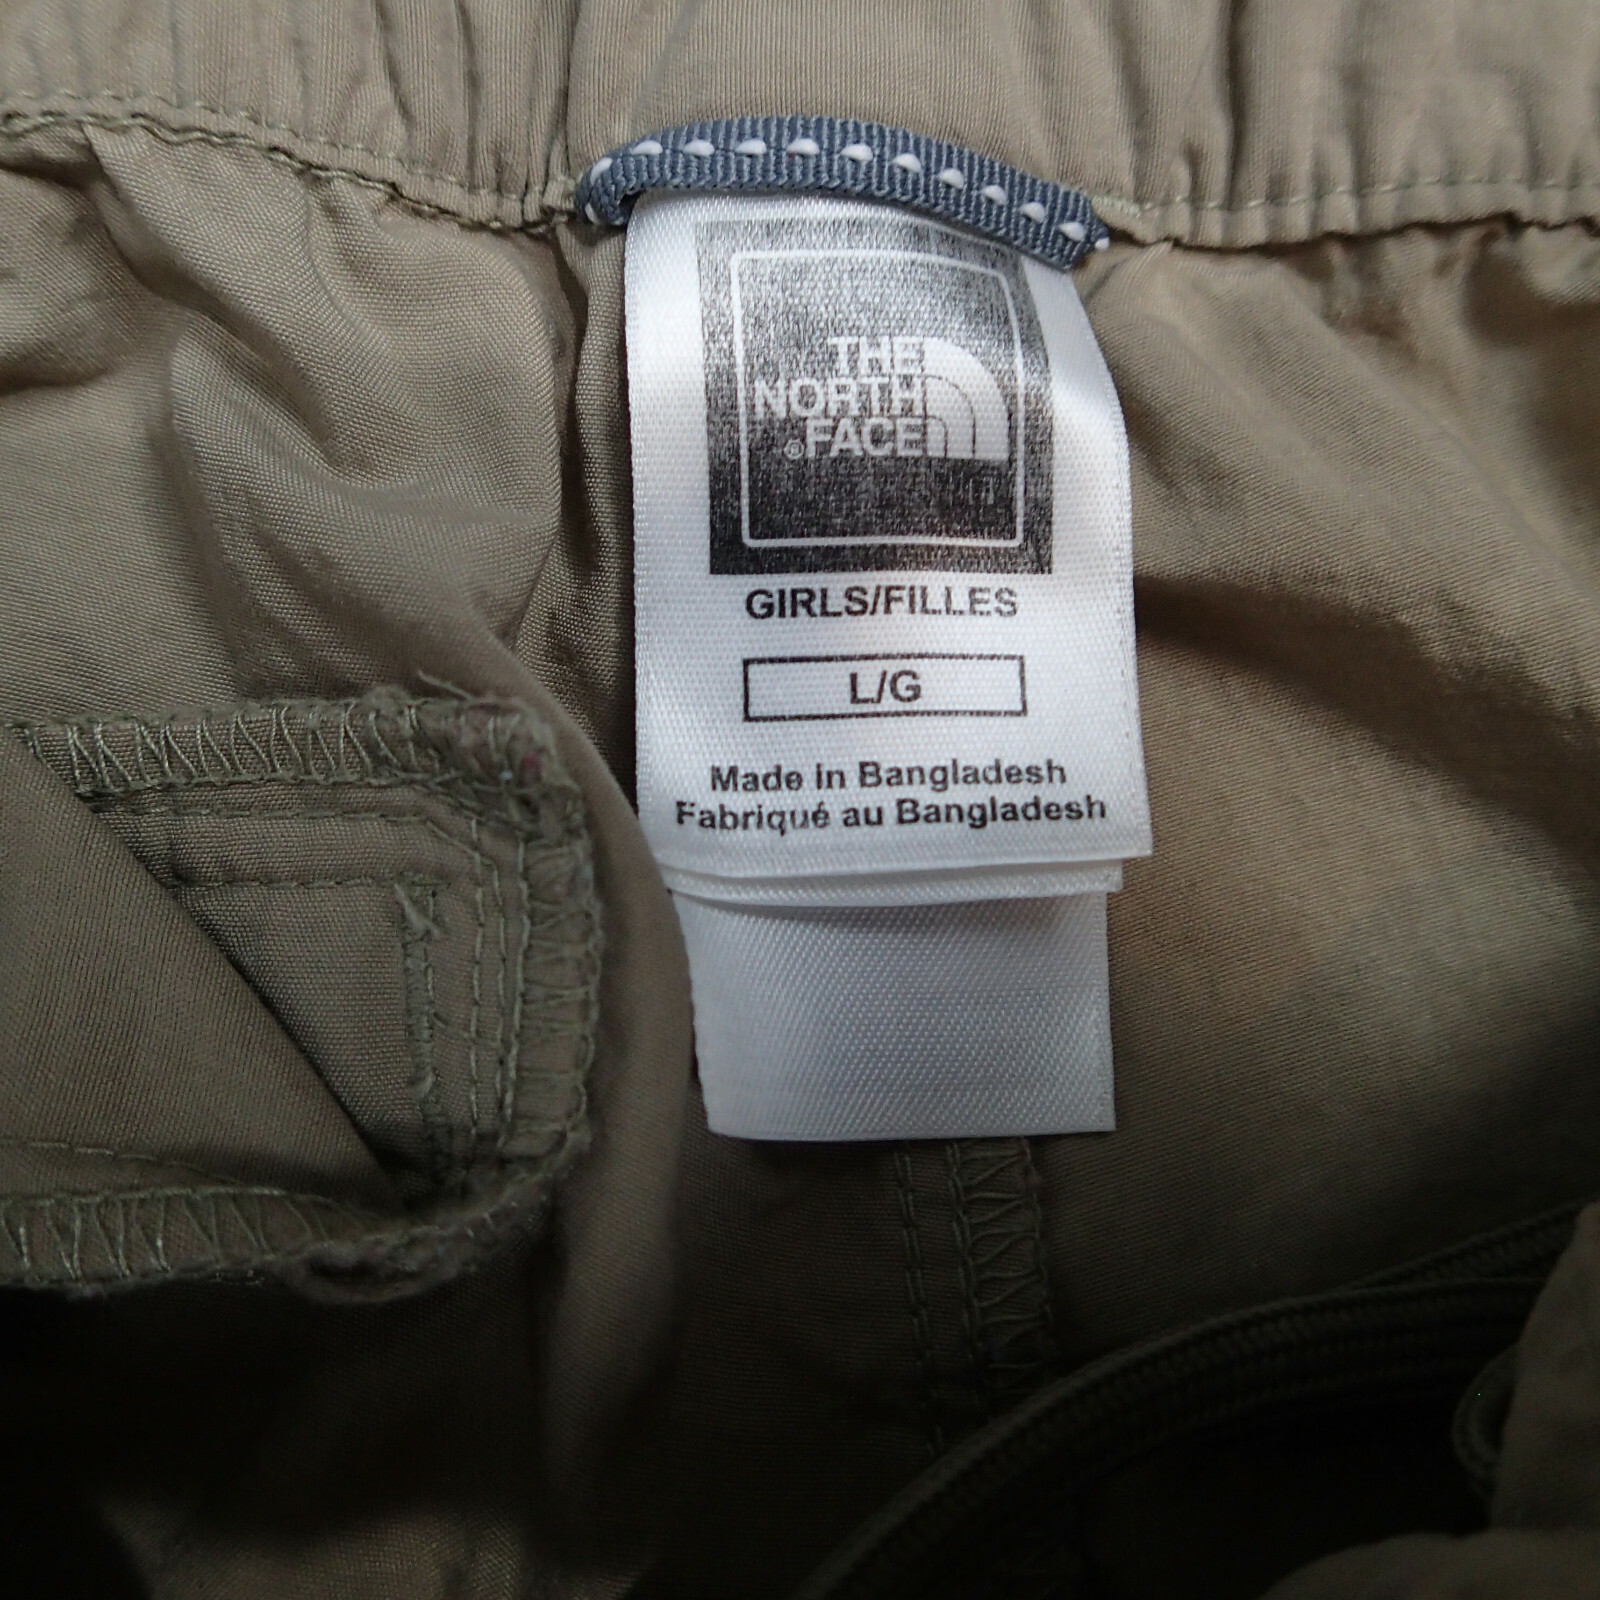 THE
NORTH
®FACE
GIRLS/FILLES
L/G
Made in Bangladesh
Fabriqué au Bangladesh